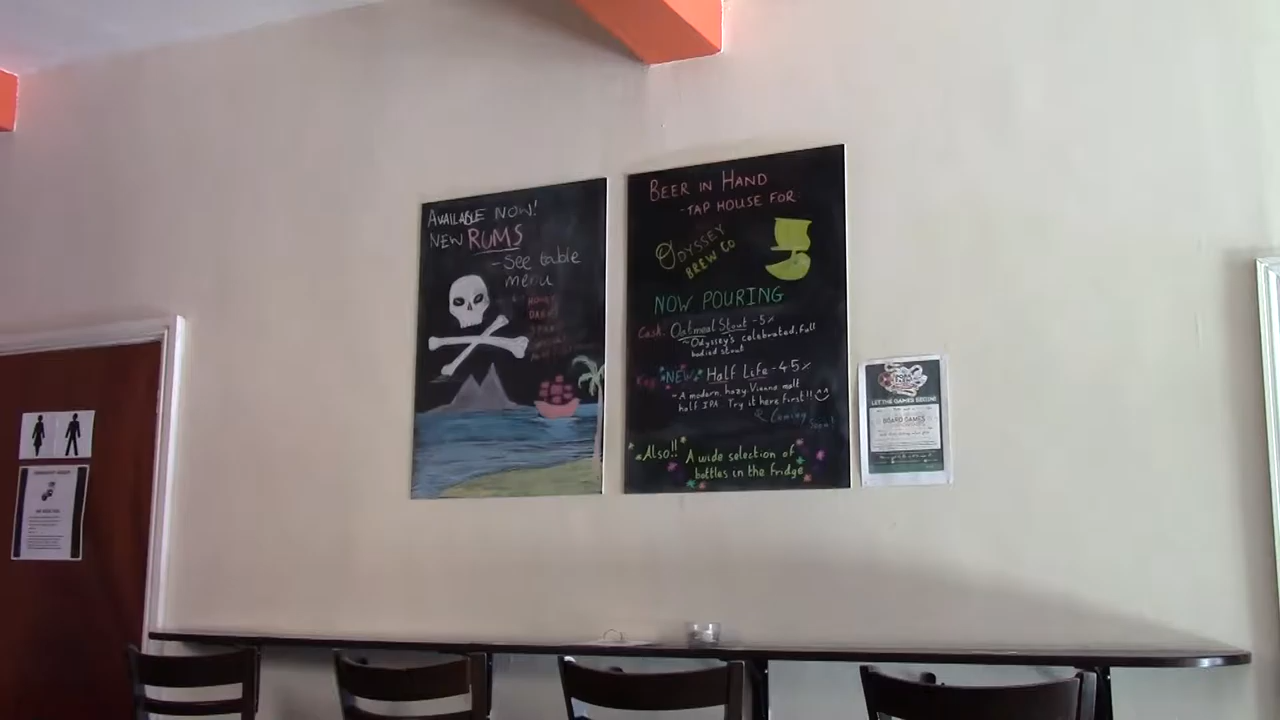 AVAILABLE NOW!
NEW RUMS
- See table
menu
BEER IN HAND
- TAP HOUSE FOR
ODYSSEY
BREW CO
NOW POURING
Cask: Oatmeal Stout - 5%
~ Odyssey's celebrated, full
bodied stout
Keg: NEW Half Life - 4.5%
~ A modern, hazy Vienna malt
half IPA. Try it here first!!
Coming
Soon!
Also!! A wide selection of
bottles in the fridge
LET THE GAMES BEGIN!
BOARD GAMES